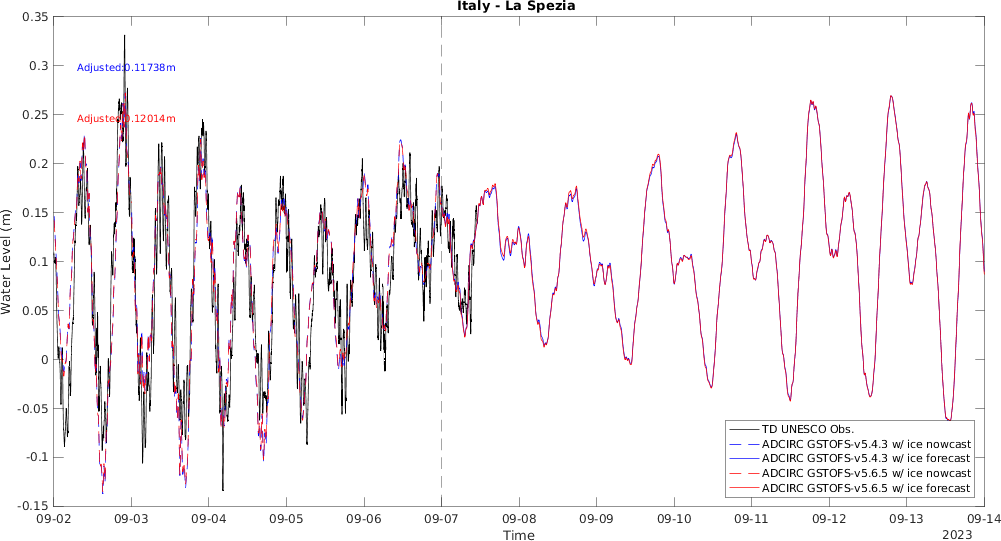 Italy - La Spezia
0.35
0.3
0.25
0.2
0.15
0.1
0.05
0
-0.05
-0.1
-0.15
Water Level (m)
Adjusted:0.11738m
Adjusted:0.12014m
TD UNESCO Obs.
ADCIRC GSTOFS-v5.4.3 w/ ice nowcast
ADCIRC GSTOFS-v5.4.3 w/ ice forecast
ADCIRC GSTOFS-v5.6.5 w/ ice nowcast
ADCIRC GSTOFS-v5.6.5 w/ ice forecast
09-02 09-03 09-04 09-05 09-06 09-07 09-08 09-09 09-10 09-11 09-12 09-13 09-14
Time
2023